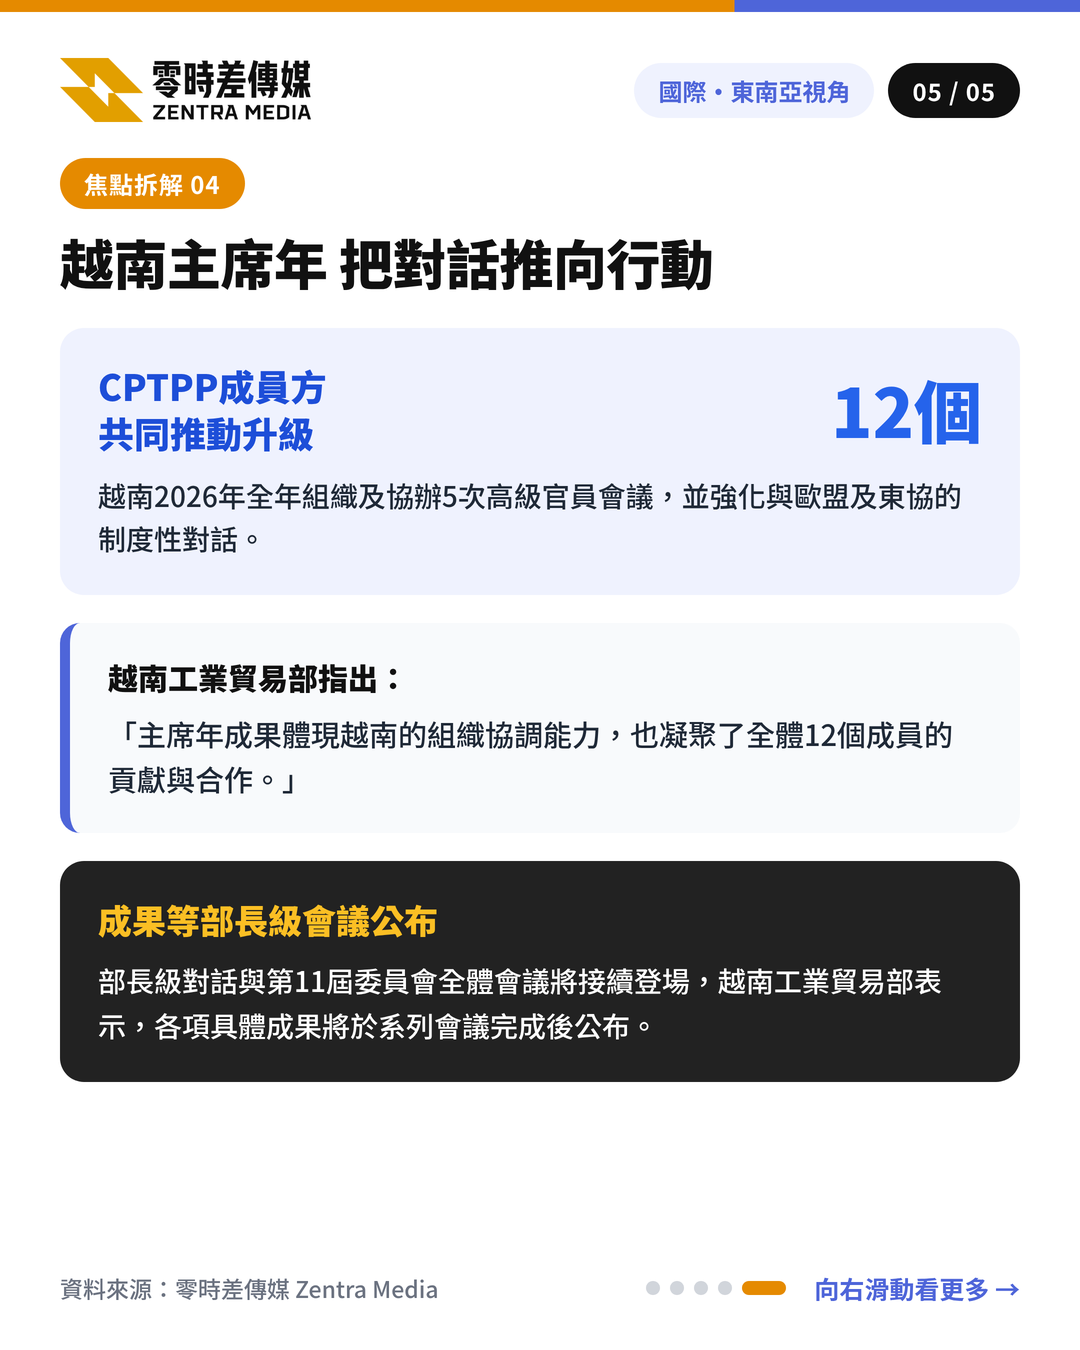 零時差傳媒
ZENTRA MEDIA
國際・東南亞視角
05 / 05
焦點拆解 04
越南主席年 把對話推向行動
CPTPP成員方
共同推動升級
12個
越南2026年全年組織及協辦5次高級官員會議，並強化與歐盟及東協的
制度性對話。
越南工業貿易部指出：
「主席年成果體現越南的組織協調能力，也凝聚了全體12個成員的
貢獻與合作。」
成果等部長級會議公布
部長級對話與第11屆委員會全體會議將接續登場，越南工業貿易部表
示，各項具體成果將於系列會議完成後公布。
資料來源：零時差傳媒 Zentra Media
向右滑動看更多 →